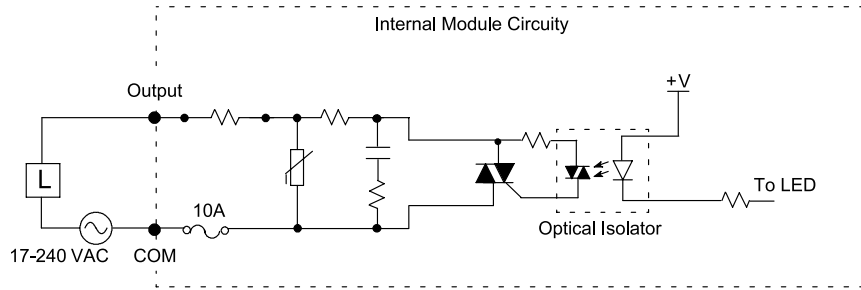 Internal Module Circuity
Output
+V
L
10A
To LED
17-240 VAC
COM
Optical Isolator